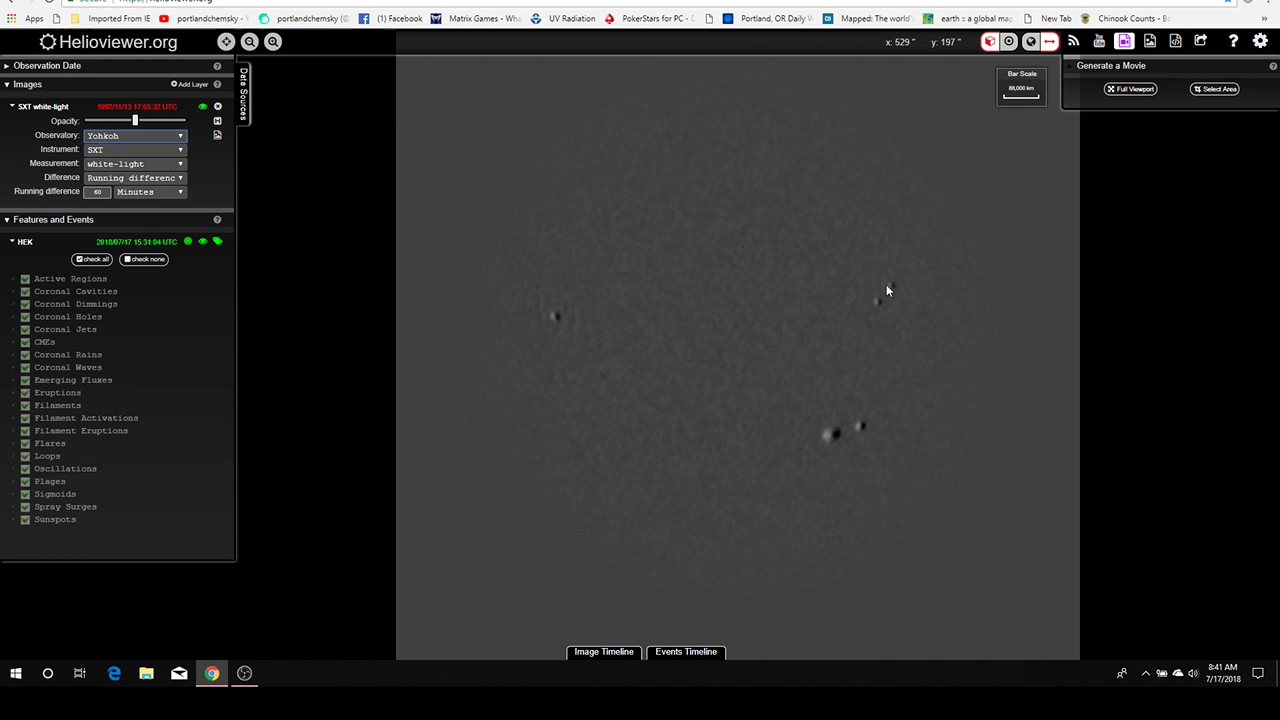 Apps
Imported From IE
portlandchemsky -
portlandchemsky (
(1) Facebook
Matrix Games - Wha
UV Radiation
PokerStars for PC - D
Portland, OR Daily W
Mapped: The world'
earth :: a global map
New Tab
Chinook Counts - Bo
Helioviewer.org
x: 529 "
y: 197 "
Observation Date
Images
Add Layer
SXT white-light
1992/11/13 17:05:32 UTC
Opacity:
Observatory:
Yohkoh
Instrument:
SXT
Measurement:
white-light
Difference
Running differenc
Running difference
60
Minutes
Features and Events
HEK
2018/07/17 15:31:04 UTC
check all
check none
Active Regions
Coronal Cavities
Coronal Dimmings
Coronal Holes
Coronal Jets
CMEs
Coronal Rains
Coronal Waves
Emerging Fluxes
Eruptions
Filaments
Filament Activations
Filament Eruptions
Flares
Loops
Oscillations
Plages
Sigmoids
Spray Surges
Sunspots
Data Sources
Bar Scale
88,000 km
Generate a Movie
Full Viewport
Select Area
Image Timeline
Events Timeline
8:41 AM
7/17/2018